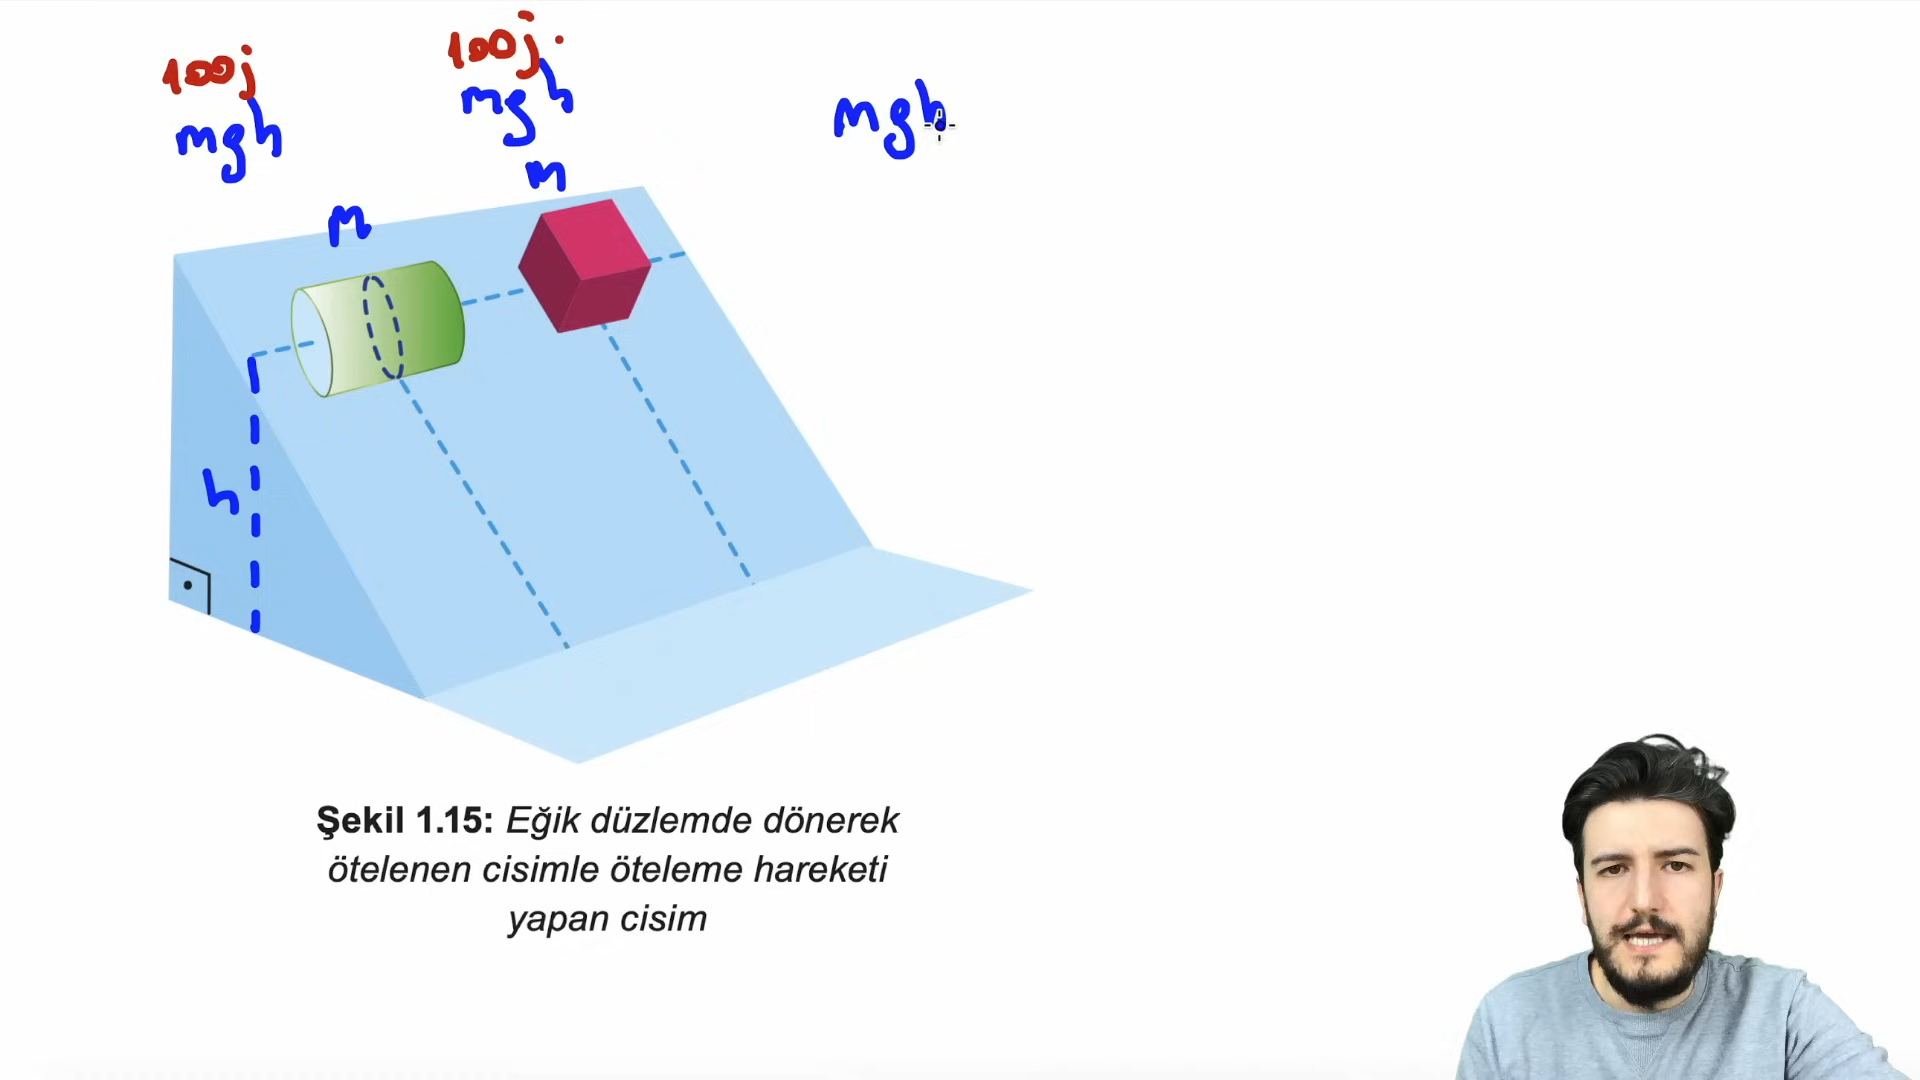 100j
100j
mgh
mgh
mgh
m
m
h
Şekil 1.15: Eğik düzlemde dönerek
ötelenen cisimle öteleme hareketi
yapan cisim